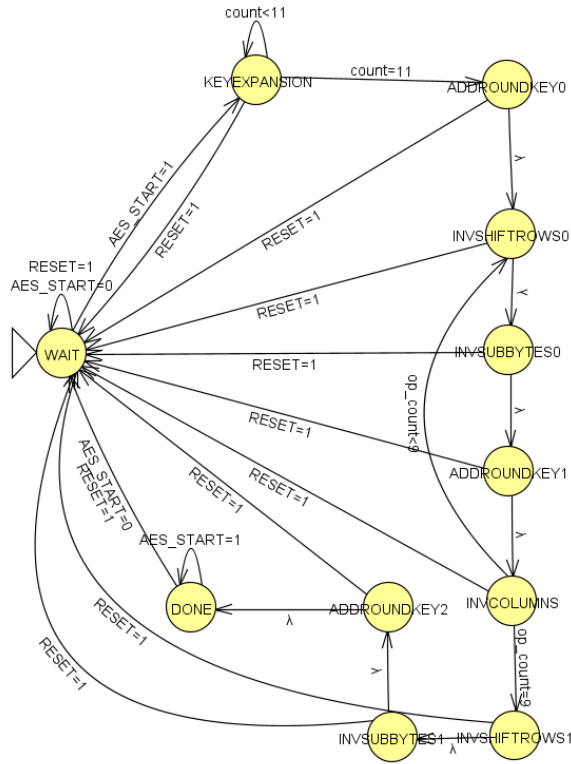 count<11
KEYEXPANSION
count=11
ADDROUNDKEY0
AES_START=1
RESET=1
RESET=1
λ
INVSHIFTROWS0
RESET=1
AES_START=0
RESET=1
λ
WAIT
RESET=1
INVSUBBYTES0
op_count<9
λ
RESET=1
ADDROUNDKEY1
AES_START=0
RESET=1
RESET=1
RESET=1
λ
AES_START=1
DONE
λ
ADDROUNDKEY2
INVCOLUMNS
RESET=1
op_count=9
RESET=1
λ
INVSUBBYTES1
λ
INVSHIFTROWS1